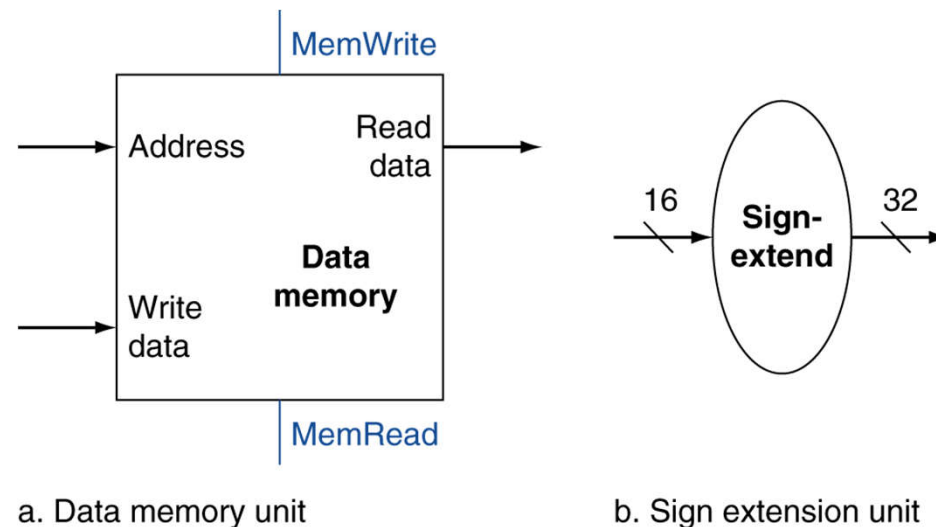 MemWrite
Address
Read
data
Data
memory
Write
data
MemRead
a. Data memory unit
16
Sign-
extend
32
b. Sign extension unit